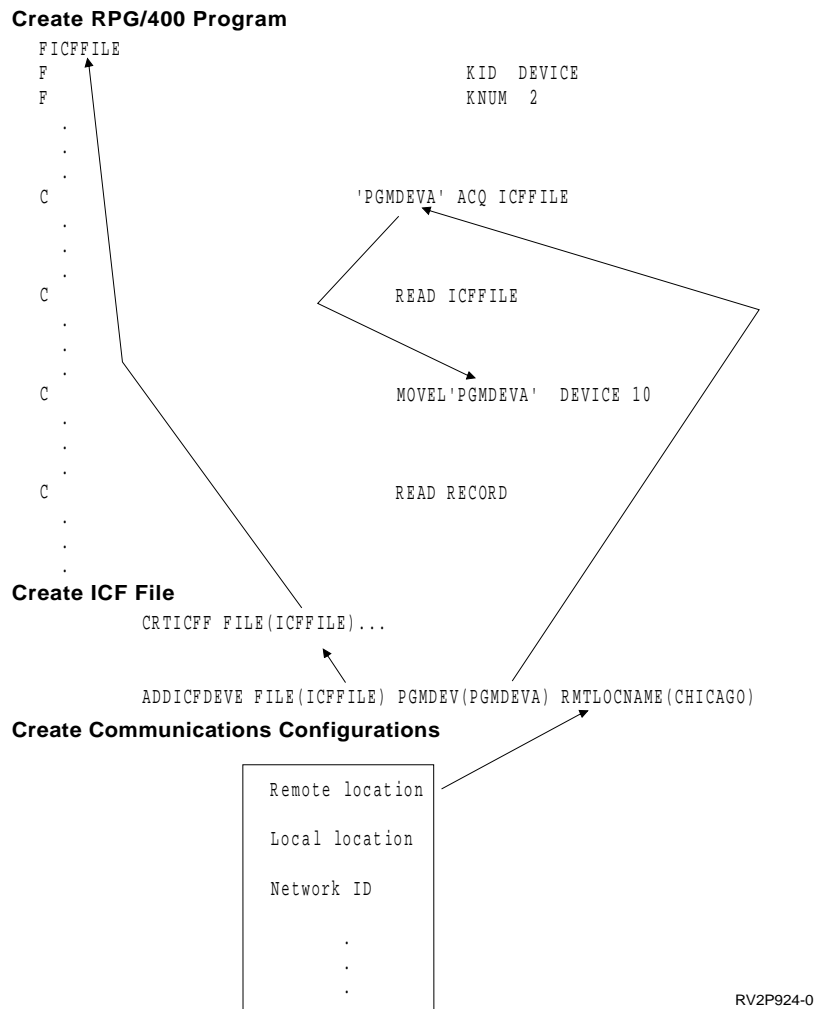 Create RPG/400 Program
FICFFILE
F KID DEVICE
F KNUM 2
.
.
.
C 'PGMDEVA' ACQ ICFFILE
.
.
.
C READ ICFFILE
.
.
.
C MOVEL'PGMDEVA' DEVICE 10
.
.
.
C READ RECORD
.
.
.
Create ICF File
CRTICFF FILE(ICFFILE)...
ADDICFDEVE FILE(ICFFILE) PGMDEV(PGMDEVA) RMTLOCNAME(CHICAGO)
Create Communications Configurations
Remote location
Local location
Network ID
.
.
.
RV2P924-0